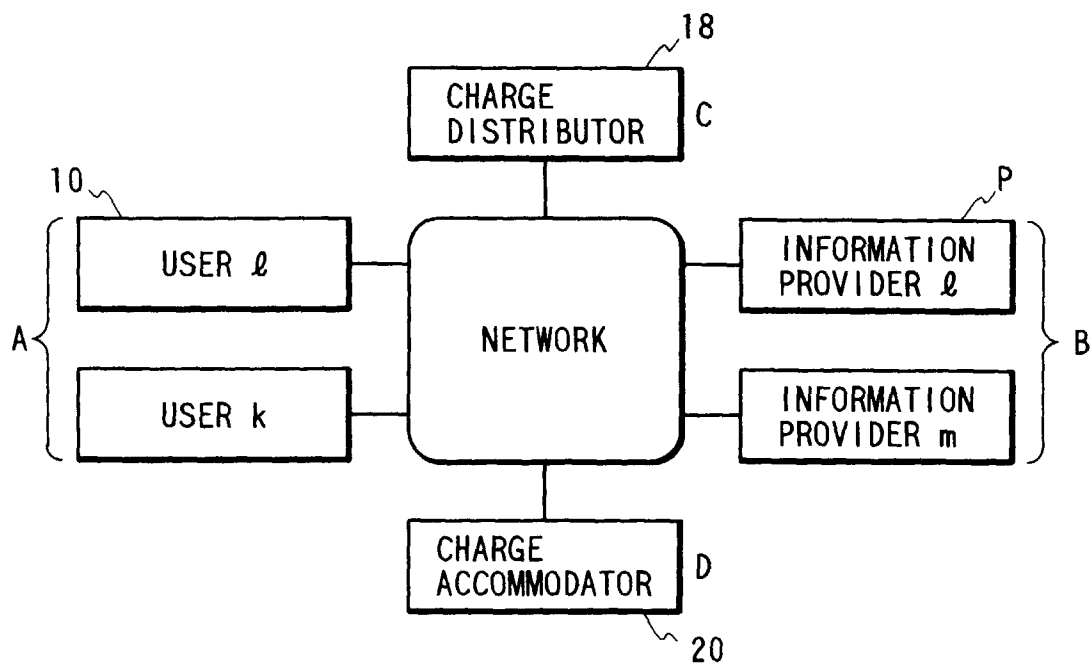 18
CHARGE
DISTRIBUTOR
C
10
P
USER ℓ
INFORMATION
PROVIDER ℓ
A
NETWORK
B
USER k
INFORMATION
PROVIDER m
CHARGE
ACCOMMODATOR
D
20